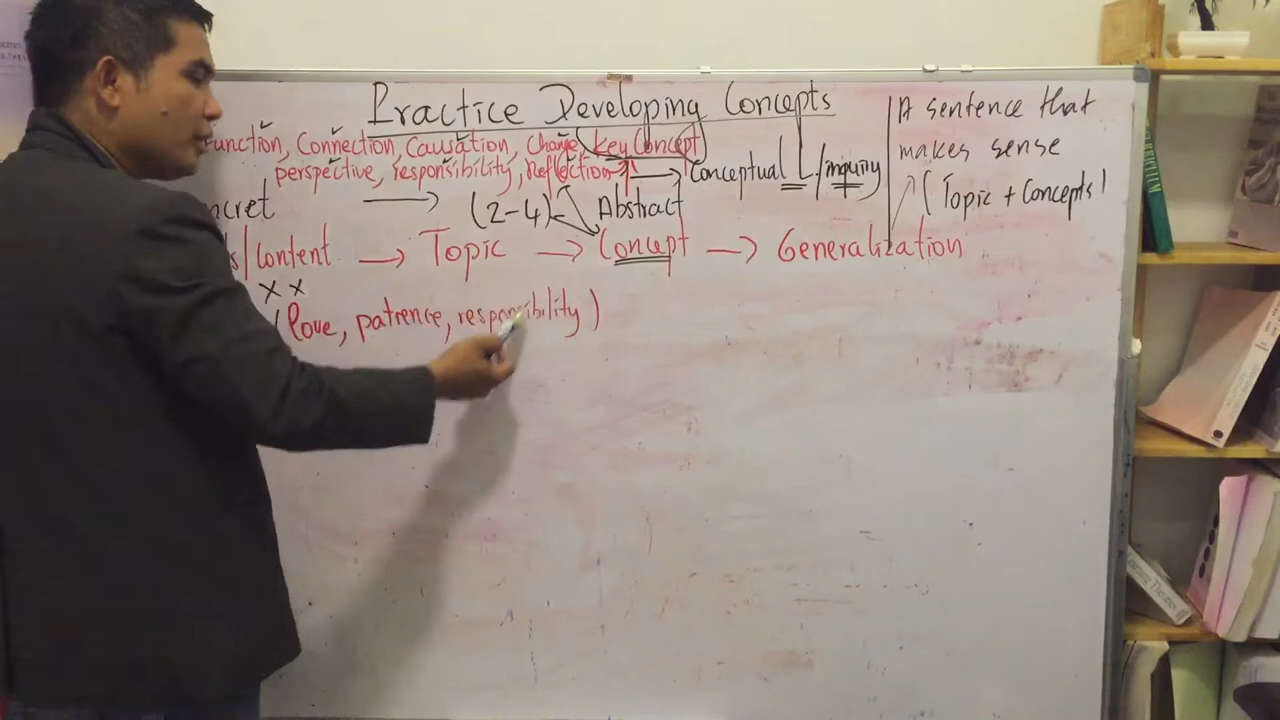 Practice Developing Concepts
Function, Connection Causation, Change, Key Concept
perspective, responsibility, Reflection → Conceptual L/inquiry
ncret → (2-4) Abstract
s/Content → Topic → Concept → Generalization
x x
(love, patience, responsibility)
A sentence that
makes sense
(Topic + Concepts)